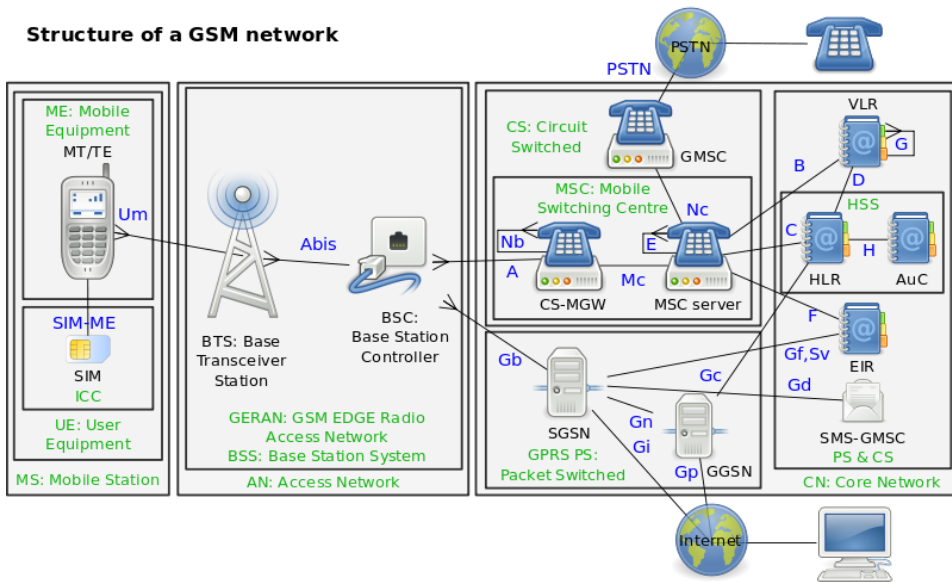 Structure of a GSM network
PSTN
PSTN
ME: Mobile
Equipment
MT/TE
Um
SIM-ME
SIM
ICC
UE: User
Equipment
MS: Mobile Station
Abis
BTS: Base
Transceiver
Station
BSC:
Base Station
Controller
GERAN: GSM EDGE Radio
Access Network
BSS: Base Station System
AN: Access Network
CS: Circuit
Switched
GMSC
MSC: Mobile
Switching Centre
Nc
Nb
E
A
Mc
CS-MGW
MSC server
VLR
G
B
D
HSS
C
H
HLR
AuC
F
Gf,Sv
EIR
Gb
Gc
Gd
SGSN
Gn
Gi
GPRS PS:
Packet Switched
Gp
GGSN
SMS-GMSC
PS & CS
CN: Core Network
Internet